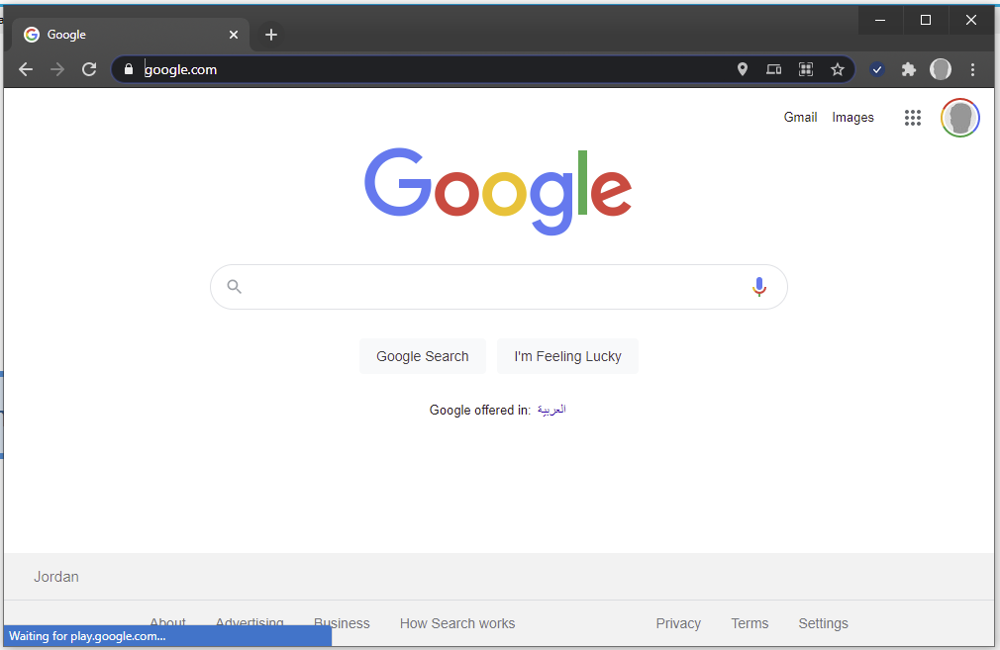 Google
google.com
Gmail Images
Google
Google Search I'm Feeling Lucky
Google offered in: العربية
Jordan
About Advertising Business How Search works Privacy Terms Settings
Waiting for play.google.com...